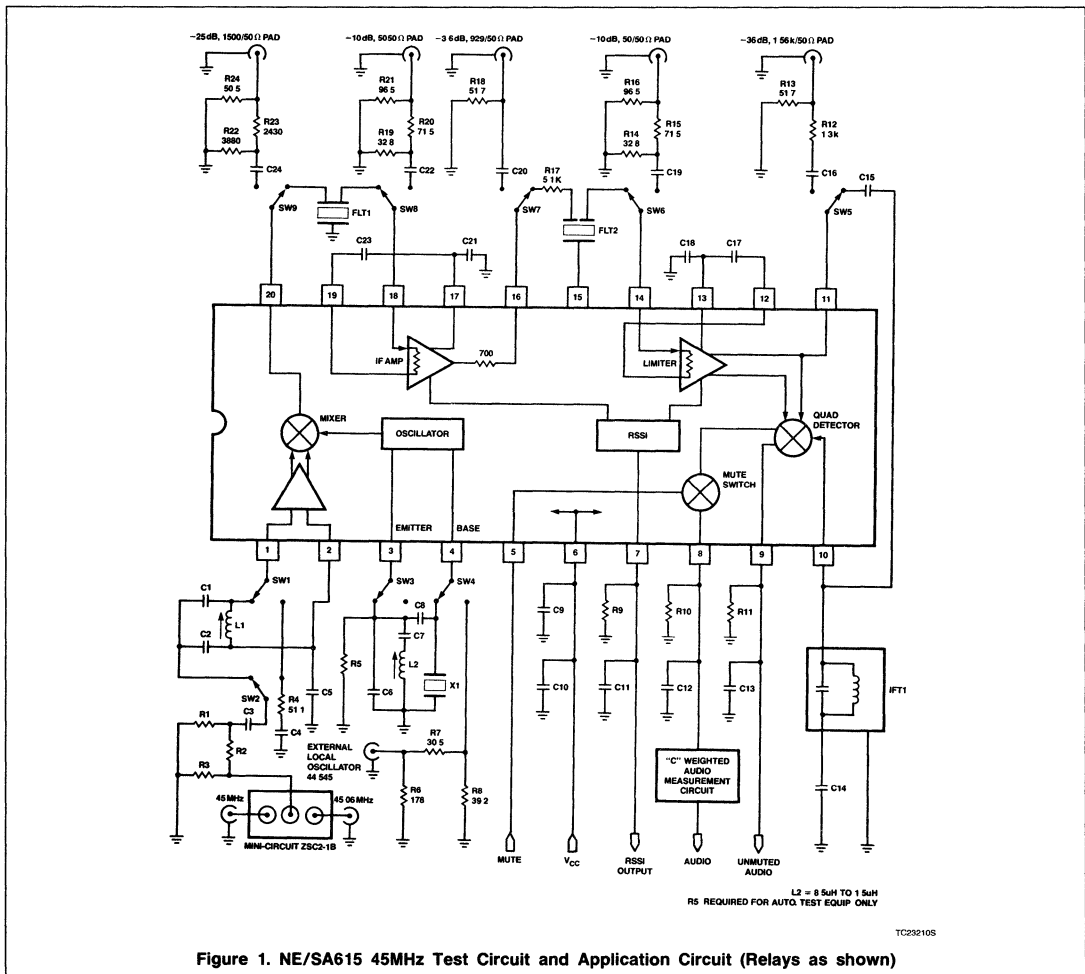 −25dB, 1500/50Ω PAD
−10dB, 5050Ω PAD
−3 6dB, 929/50Ω PAD
−10dB, 50/50Ω PAD
−36dB, 1 56k/50Ω PAD
R24
50 5
R23
2430
R22
3880
C24
R21
96 5
R20
71 5
R19
32 8
C22
R18
51 7
C20
R16
96 5
R15
71 5
R14
32 8
C19
R13
51 7
R12
1 3k
C16
C15
R17
5 1K
SW9
FLT1
SW8
SW7
FLT2
SW6
SW5
C23
C21
C18
C17
20
19
18
17
16
15
14
13
12
11
IF AMP
700
LIMITER
MIXER
OSCILLATOR
RSSI
QUAD
DETECTOR
MUTE
SWITCH
EMITTER
BASE
1
2
3
4
5
6
7
8
9
10
SW1
SW3
SW4
C1
L1
C2
C8
C7
L2
X1
R5
C6
C5
SW2
C3
R4
51 1
C4
R1
R2
R3
EXTERNAL
LOCAL
OSCILLATOR
44 545
R7
30 5
R6
178
R8
39 2
45 MHz
45 06 MHz
MINI-CIRCUIT ZSC2-1B
C9
R9
R10
R11
C10
C11
C12
C13
IFT1
C14
"C" WEIGHTED
AUDIO
MEASUREMENT
CIRCUIT
MUTE
VCC
RSSI
OUTPUT
AUDIO
UNMUTED
AUDIO
L2 = 8 5uH TO 1 5uH
R5 REQUIRED FOR AUTO. TEST EQUIP ONLY
TC23210S
Figure 1. NE/SA615 45MHz Test Circuit and Application Circuit (Relays as shown)